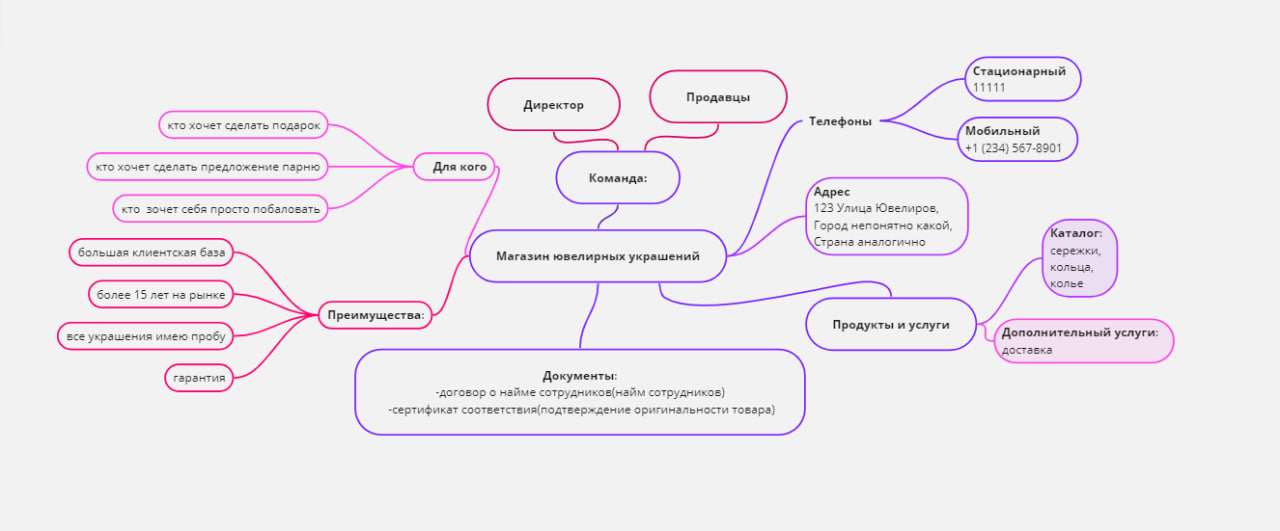 Директор
Продавцы
Команда:
Стационарный
11111
Телефоны
Мобильный
+1 (234) 567-8901
кто хочет сделать подарок
кто хочет сделать предложение парню
кто  зочет себя просто побаловать
Для кого
Адрес
123 Улица Ювелиров,
Город непонятно какой,
Страна аналогично
Магазин ювелирных украшений
большая клиентская база
более 15 лет на рынке
все украшения имею пробу
гарантия
Преимущества:
Каталог:
сережки,
кольца,
колье
Продукты и услуги
Дополнительный услуги:
доставка
Документы:
-договор о найме сотрудников(найм сотрудников)
-сертификат соответствия(подтверждение оригинальности товара)